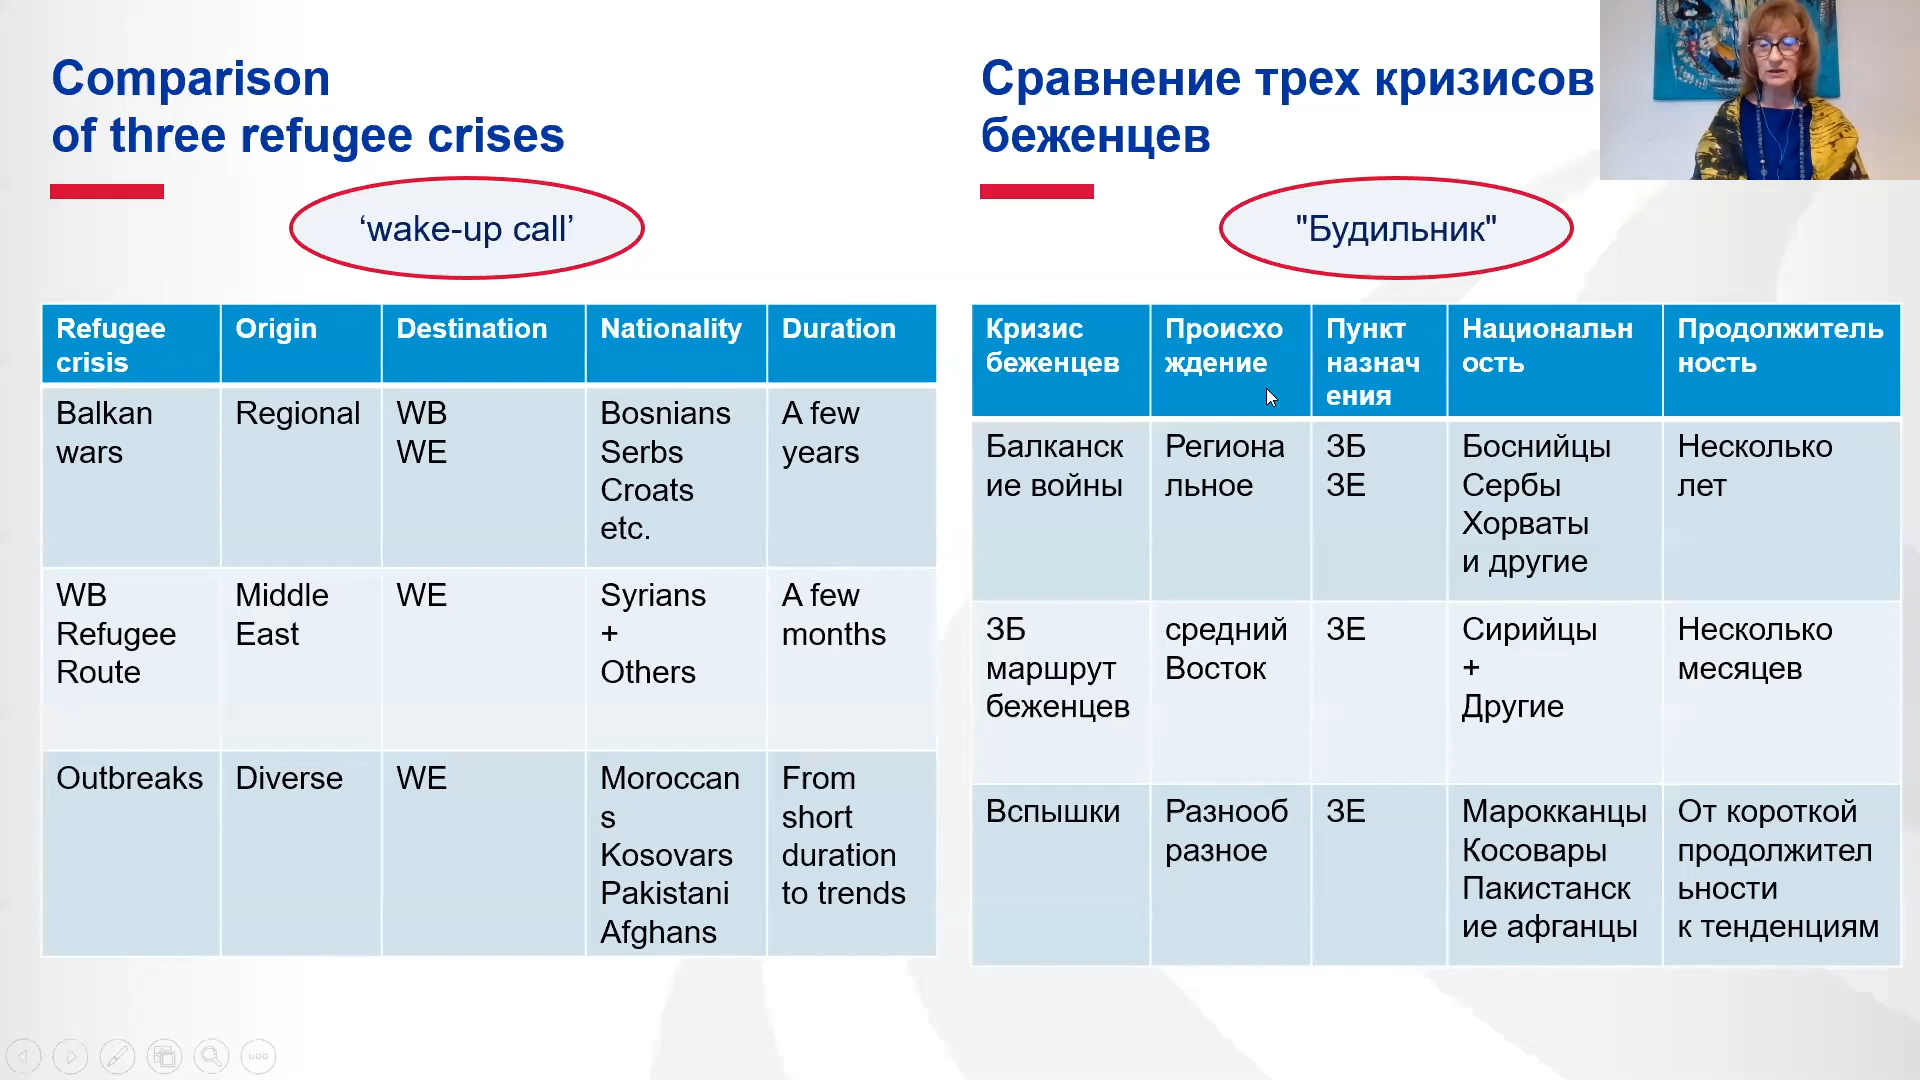 Comparison
of three refugee crises
‘wake-up call’
Refugee crisis
Origin
Destination
Nationality
Duration
Balkan wars
Regional
WB
WE
Bosnians
Serbs
Croats
etc.
A few years
WB Refugee Route
Middle East
WE
Syrians
+
Others
A few months
Outbreaks
Diverse
WE
Moroccans
Kosovars
Pakistani
Afghans
From short duration to trends
Сравнение трех кризисов
беженцев
"Будильник"
Кризис беженцев
Происхождение
Пункт назначения
Национальность
Продолжительность
Балканские войны
Региональное
ЗБ
ЗЕ
Боснийцы
Сербы
Хорваты
и другие
Несколько лет
ЗБ маршрут беженцев
средний Восток
ЗЕ
Сирийцы
+
Другие
Несколько месяцев
Вспышки
Разнообразное
ЗЕ
Марокканцы
Косовары
Пакистанские афганцы
От короткой продолжительности к тенденциям